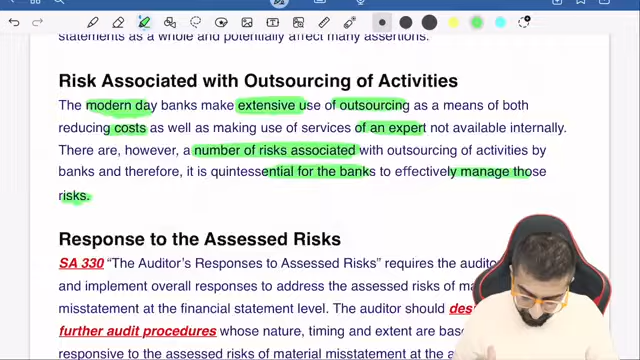 statements as a whole and potentially affect many assertions.
Risk Associated with Outsourcing of Activities
The modern day banks make extensive use of outsourcing as a means of both
reducing costs as well as making use of services of an expert not available internally.
There are, however, a number of risks associated with outsourcing of activities by
banks and therefore, it is quintessential for the banks to effectively manage those
risks.
Response to the Assessed Risks
SA 330 “The Auditor's Responses to Assessed Risks” requires the
and implement overall responses to address the assessed risks of
misstatement at the financial statement level. The auditor should
further audit procedures whose nature, timing and extent are
responsive to the assessed risks of material misstatement at the